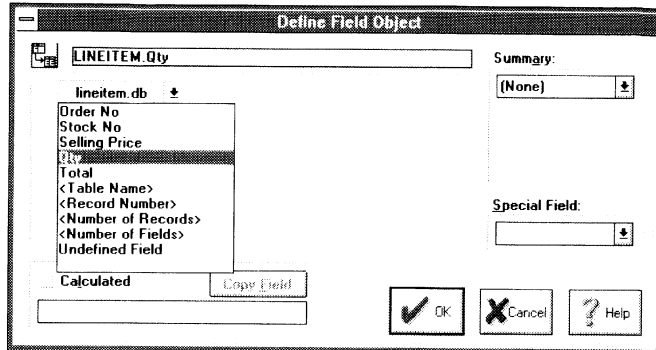 Define Field Object
LINEITEM.Qty
Summary:
(None)
lineitem.db
Order No
Stock No
Selling Price
Qty
Total
<Table Name>
<Record Number>
<Number of Records>
<Number of Fields>
Undefined Field
Special Field:
Calculated
Copy Field
OK
Cancel
Help